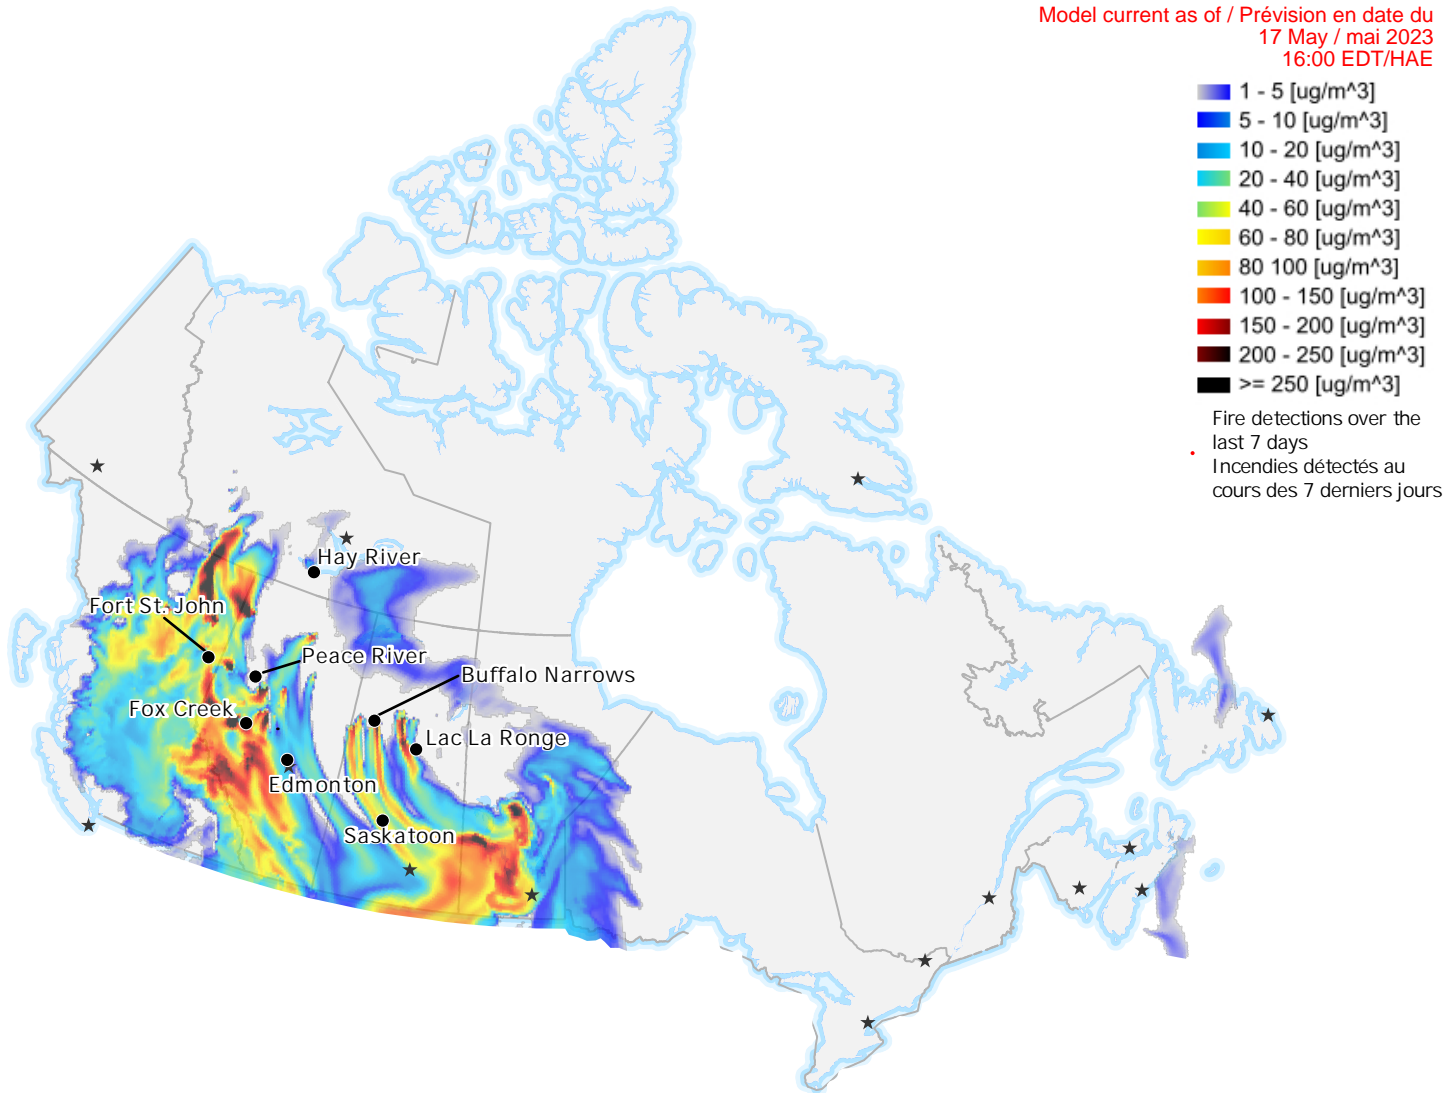 Model current as of / Prévision en date du
17 May / mai 2023
16:00 EDT/HAE
1 - 5 [ug/m^3]
5 - 10 [ug/m^3]
10 - 20 [ug/m^3]
20 - 40 [ug/m^3]
40 - 60 [ug/m^3]
60 - 80 [ug/m^3]
80 100 [ug/m^3]
100 - 150 [ug/m^3]
150 - 200 [ug/m^3]
200 - 250 [ug/m^3]
>= 250 [ug/m^3]
Fire detections over the
last 7 days
Incendies détectés au
cours des 7 derniers jours
Hay River
Fort St. John
Peace River
Buffalo Narrows
Fox Creek
Lac La Ronge
Edmonton
Saskatoon